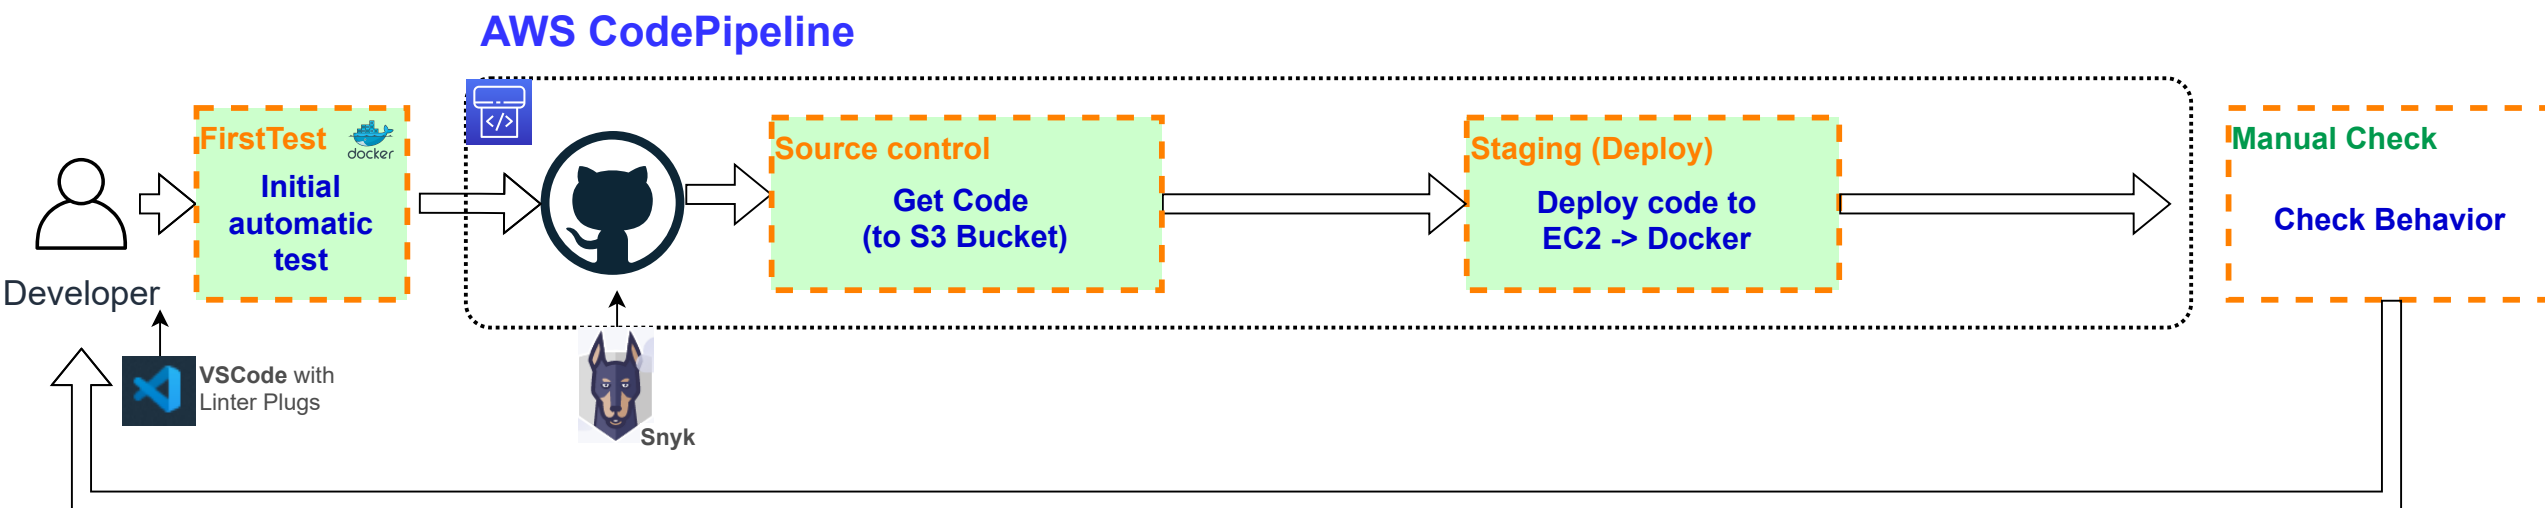 AWS CodePipeline
FirstTest
docker
Initial
automatic
test
Developer
VSCode with
Linter Plugs
</>
Snyk
Source control
Get Code
(to S3 Bucket)
Staging (Deploy)
Deploy code to
EC2 -> Docker
Manual Check
Check Behavior